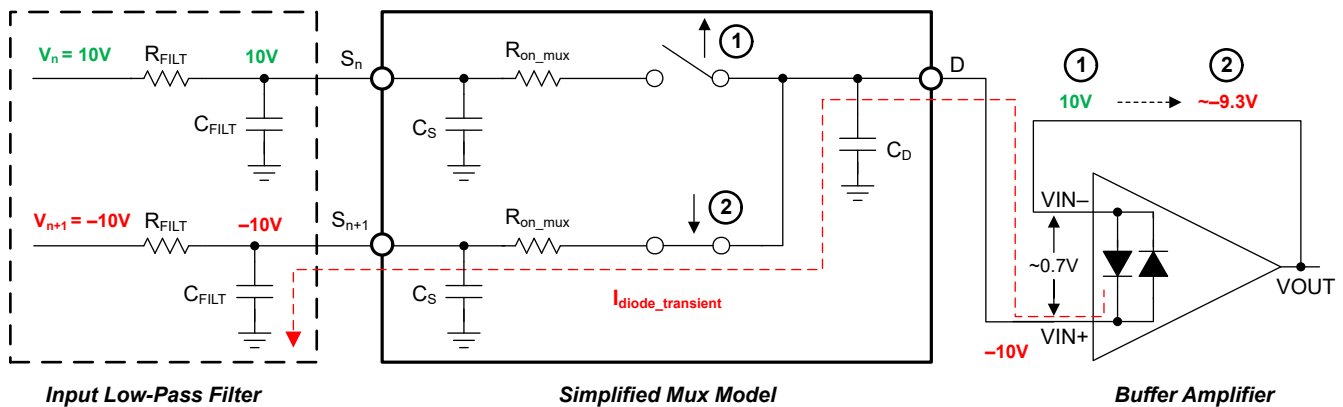 Vn = 10V
RFILT
10V
Sn
Ron_mux
1
D
1
2
10V
~–9.3V
CFILT
CS
CD
Vn+1 = –10V
RFILT
–10V
Sn+1
Ron_mux
2
VIN–
~0.7V
VOUT
CFILT
CS
Idiode_transient
VIN+
–10V
Input Low-Pass Filter
Simplified Mux Model
Buffer Amplifier